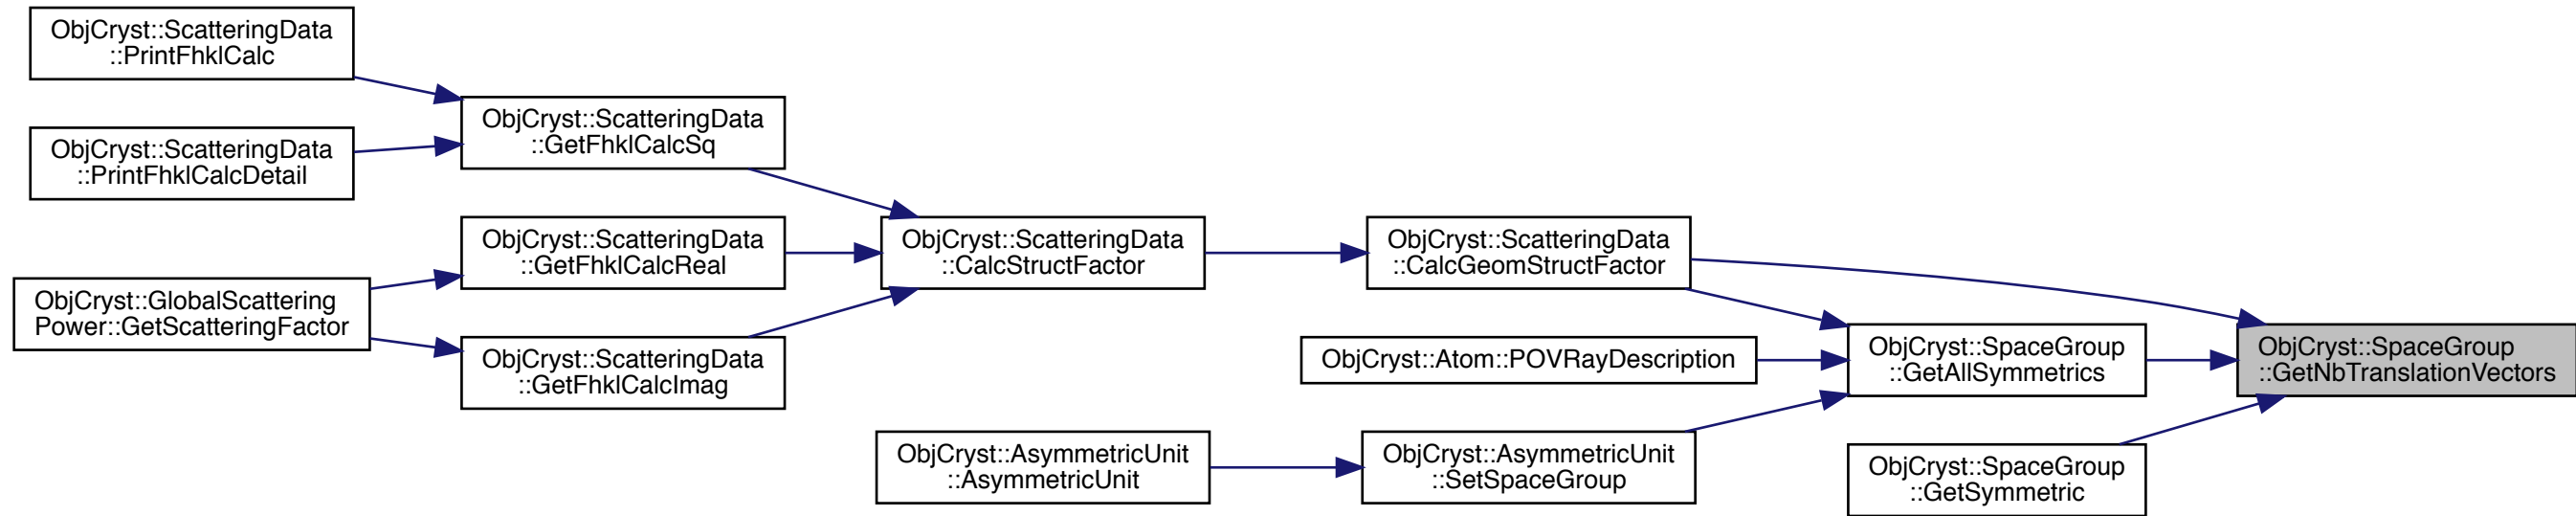 ObjCryst::ScatteringData
::PrintFhklCalc
ObjCryst::ScatteringData
::PrintFhklCalcDetail
ObjCryst::GlobalScattering
Power::GetScatteringFactor
ObjCryst::ScatteringData
::GetFhklCalcSq
ObjCryst::ScatteringData
::GetFhklCalcReal
ObjCryst::ScatteringData
::GetFhklCalcImag
ObjCryst::ScatteringData
::CalcStructFactor
ObjCryst::AsymmetricUnit
::AsymmetricUnit
ObjCryst::ScatteringData
::CalcGeomStructFactor
ObjCryst::Atom::POVRayDescription
ObjCryst::AsymmetricUnit
::SetSpaceGroup
ObjCryst::SpaceGroup
::GetAllSymmetrics
ObjCryst::SpaceGroup
::GetSymmetric
ObjCryst::SpaceGroup
::GetNbTranslationVectors